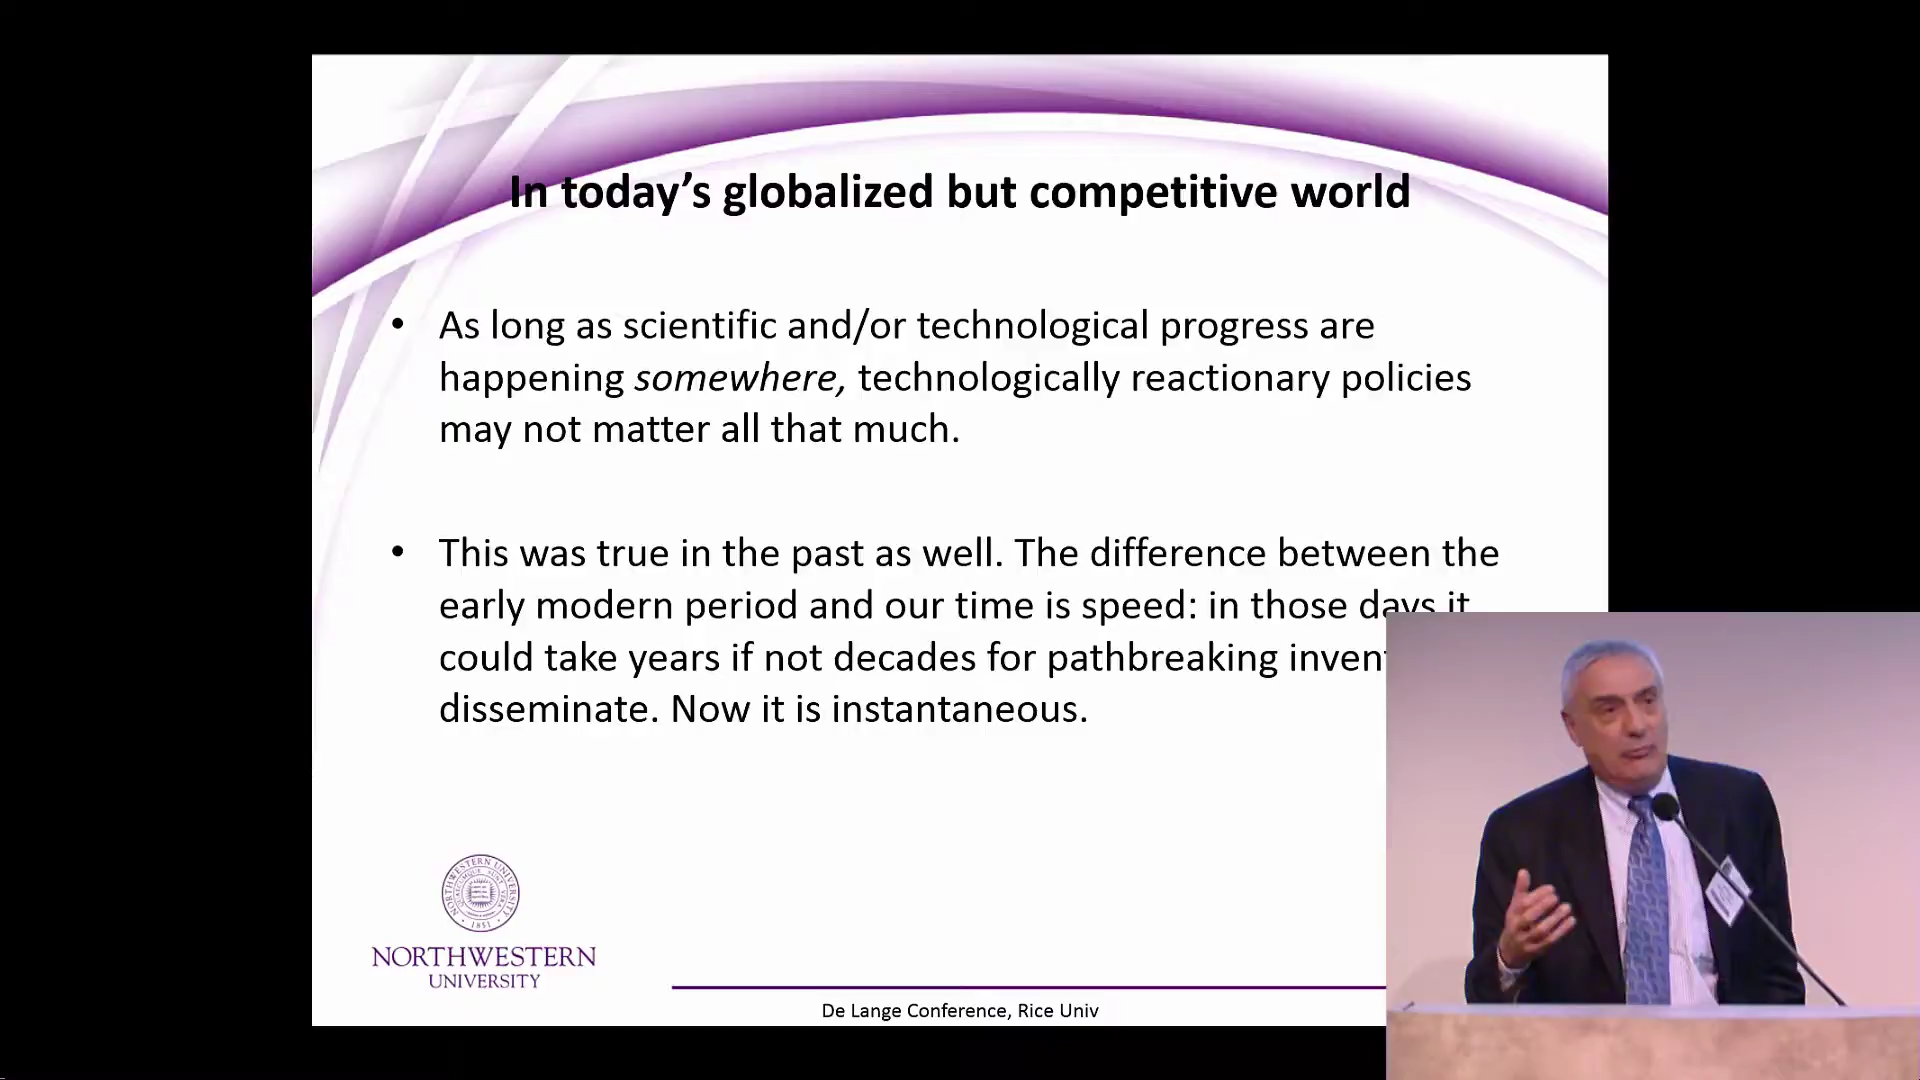 In today’s globalized but competitive world
• As long as scientific and/or technological progress are
happening somewhere, technologically reactionary policies
may not matter all that much.
• This was true in the past as well. The difference between the
early modern period and our time is speed: in those days it
could take years if not decades for pathbreaking
disseminate. Now it is instantaneous.
NORTHWESTERN UNIVERSITY
1851
NORTHWESTERN
UNIVERSITY
De Lange Conference, Rice Univ